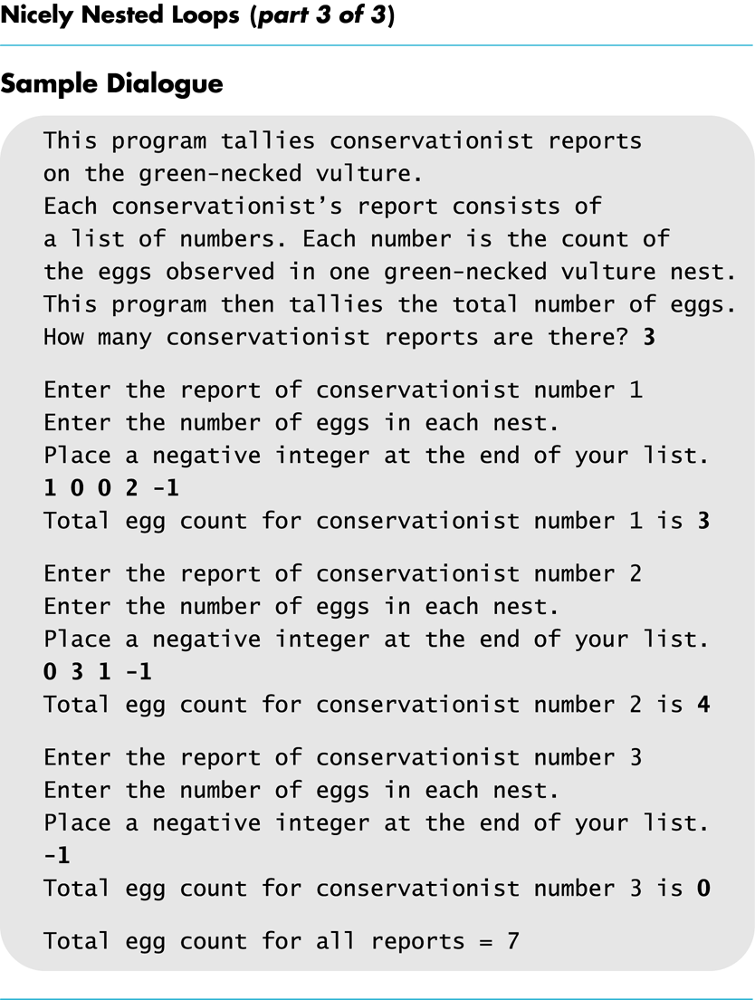 Nicely Nested Loops (part 3 of 3)
Sample Dialogue
This program tallies conservationist reports
on the green-necked vulture.
Each conservationist’s report consists of
a list of numbers. Each number is the count of
the eggs observed in one green-necked vulture nest.
This program then tallies the total number of eggs.
How many conservationist reports are there? 3
Enter the report of conservationist number 1
Enter the number of eggs in each nest.
Place a negative integer at the end of your list.
1 0 0 2 -1
Total egg count for conservationist number 1 is 3
Enter the report of conservationist number 2
Enter the number of eggs in each nest.
Place a negative integer at the end of your list.
0 3 1 -1
Total egg count for conservationist number 2 is 4
Enter the report of conservationist number 3
Enter the number of eggs in each nest.
Place a negative integer at the end of your list.
-1
Total egg count for conservationist number 3 is 0
Total egg count for all reports = 7